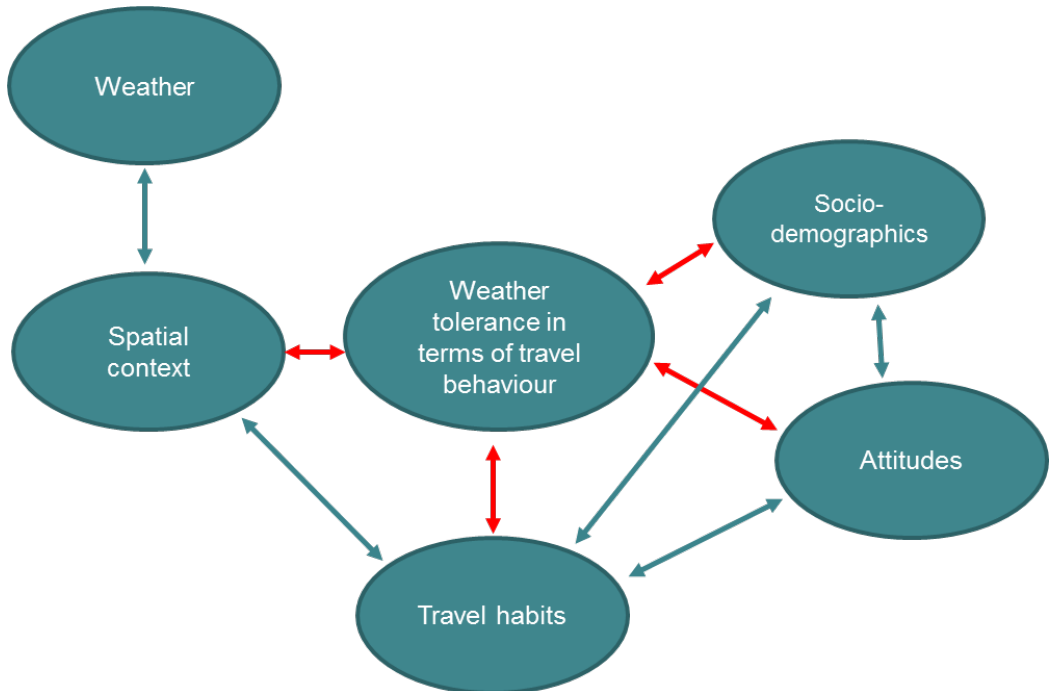 Weather
Socio-
demographics
Weather
tolerance in
terms of travel
behaviour
Spatial
context
Attitudes
Travel habits